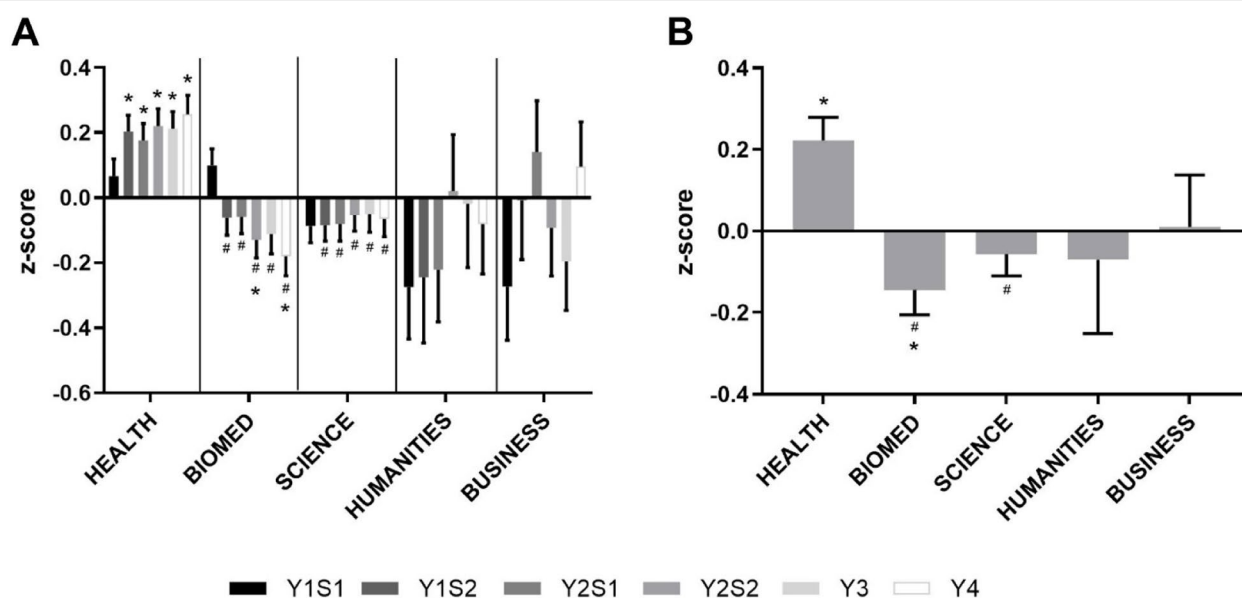 A
z-score
0.4
0.2
0.0
-0.2
-0.4
-0.6
* * * * *
# # # # #
* *
# # # # #
HEALTH
BIOMED
SCIENCE
HUMANITIES
BUSINESS
B
z-score
0.4
0.2
0.0
-0.2
-0.4
*
#
*
#
HEALTH
BIOMED
SCIENCE
HUMANITIES
BUSINESS
Y1S1 Y1S2 Y2S1 Y2S2 Y3 Y4